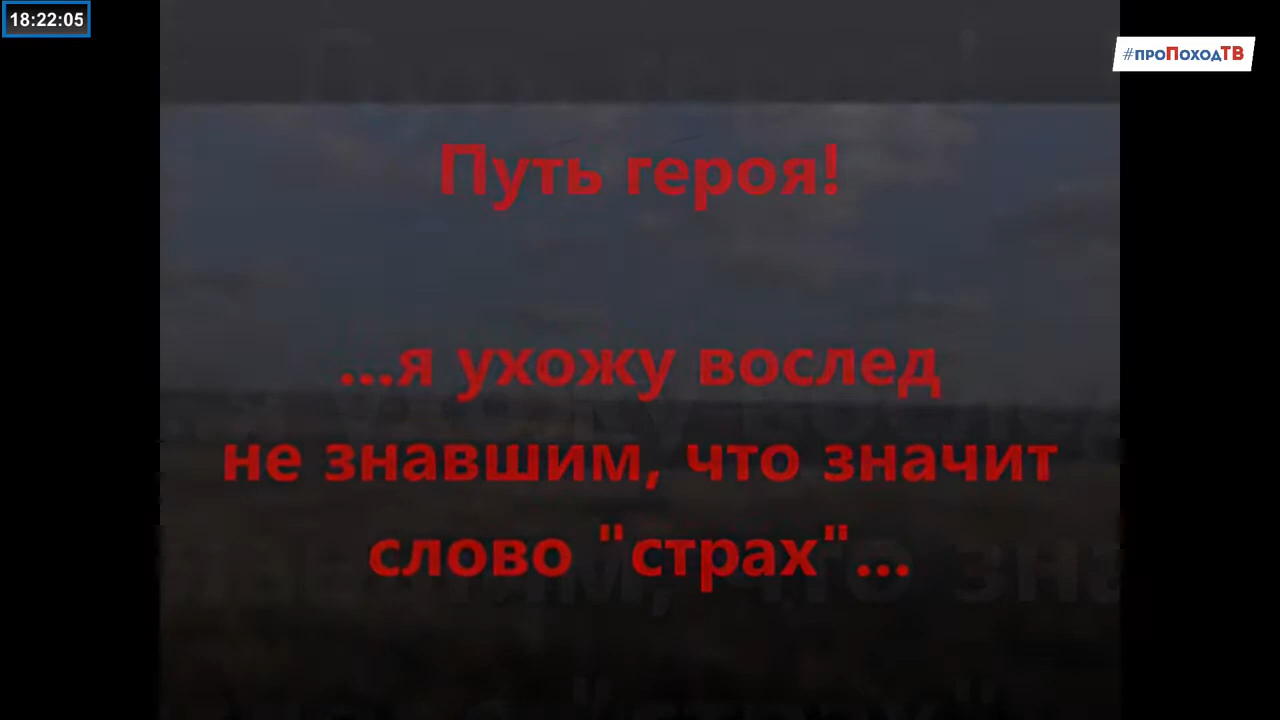 18:22:05
#проПоходТВ
Путь героя!
...я ухожу вослед
не знавшим, что значит
слово "страх"...